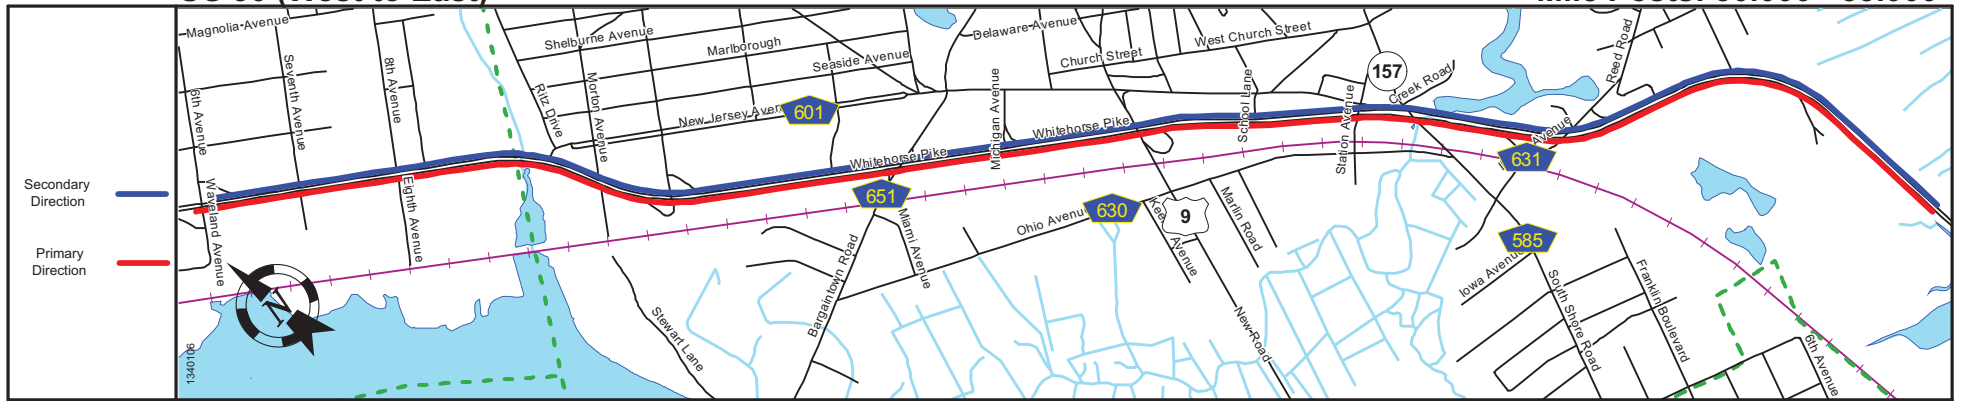 Magnolia Avenue
Seventh Avenue
8th Avenue
6th Avenue
Shelburne Avenue
Marlborough
Seaside Avenue
Ritz Drive
Morton Avenue
New Jersey Aven
601
Delaware Avenue
Church Street
West Church Street
Michigan Avenue
School Lane
157
Creek Road
Reed Road
Station Avenue
Avenue
Whitehorse Pike
Whitehorse Pike
631
Secondary
Direction
Primary
Direction
Waveland Avenue
Eighth Avenue
651
Miami Avenue
Bargaintown Road
Ohio Avenue
630
9
Avenue
Marlin Road
New Road
585
Iowa Avenue
South Shore Road
Franklin Boulevard
6th Avenue
Stewart Lane
N
1340106